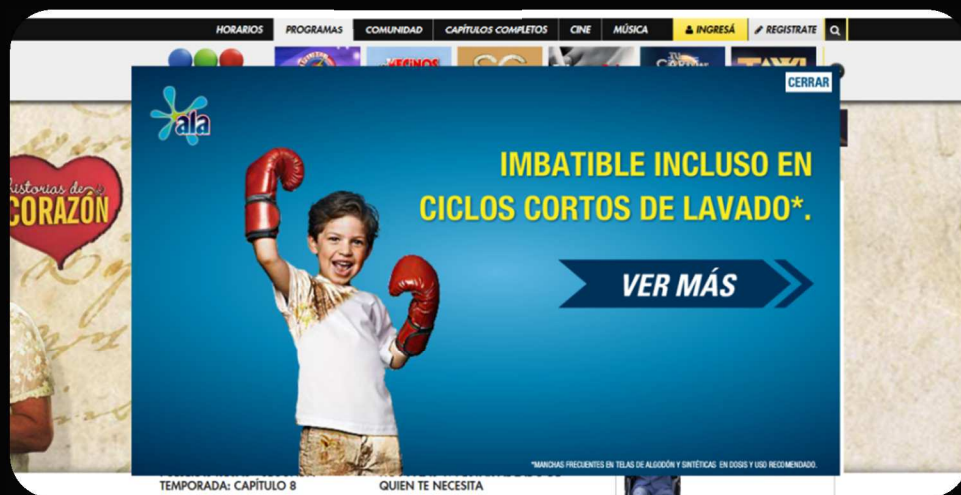 HORARIOS PROGRAMAS COMUNIDAD CAPÍTULOS COMPLETOS CINE MÚSICA INGRESÁ REGISTRATE
VECINOS
CERRAR
ala
IMBATIBLE INCLUSO EN
CICLOS CORTOS DE LAVADO*.
historias de
CORAZÓN
VER MÁS
*MANCHAS FRECUENTES EN TELAS DE ALGODÓN Y SINTÉTICAS EN DOSIS Y USO RECOMENDADO.
TEMPORADA: CAPÍTULO 8
QUIEN TE NECESITA